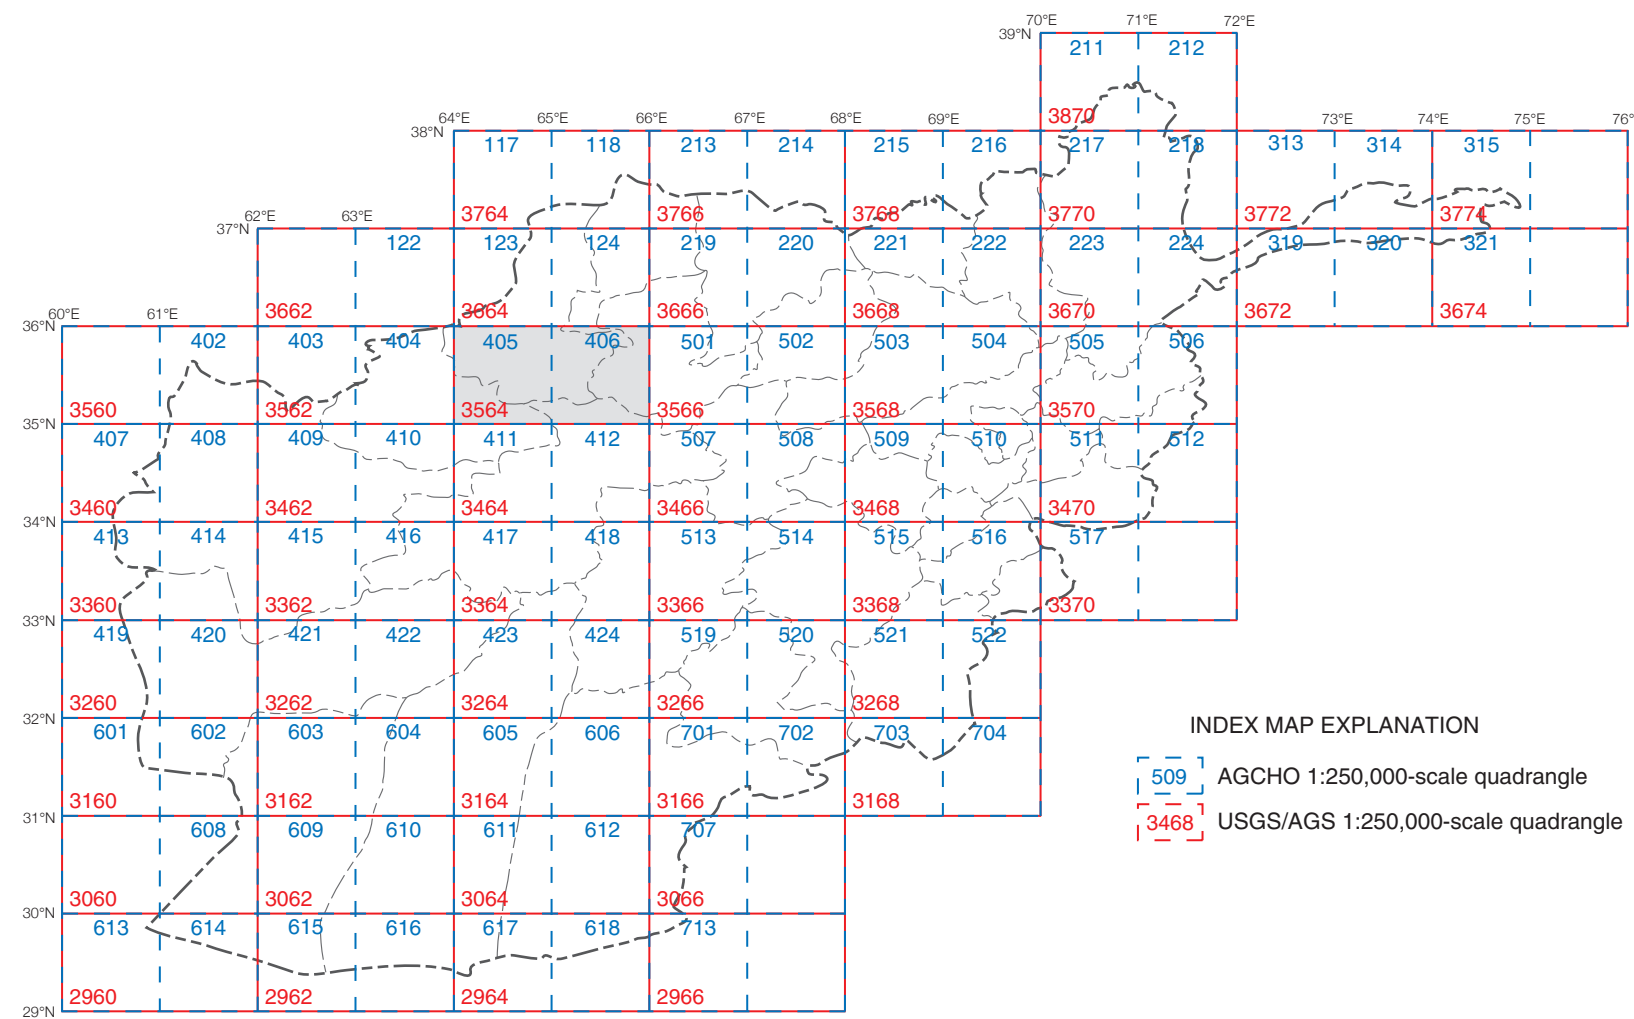 70°E 71°E 72°E
39°N
211 212
3870
64°E 65°E 66°E 67°E 68°E 69°E 73°E 74°E 75°E 76°
38°N
117 118 213 214 215 216 217 218 313 314 315
3764 3766 3768 3770 3772 3774
62°E 63°E
37°N
122 123 124 219 220 221 222 223 224 319 320 321
3662 3664 3666 3668 3670 3672 3674
60°E 61°E
36°N
402 403 404 405 406 501 502 503 504 505 506
3560 3562 3564 3566 3568 3570
35°N
407 408 409 410 411 412 507 508 509 510 511 512
3460 3462 3464 3466 3468 3470
34°N
413 414 415 416 417 418 513 514 515 516 517
3360 3362 3364 3366 3368 3370
33°N
419 420 421 422 423 424 519 520 521 522
3260 3262 3264 3266 3268
32°N
601 602 603 604 605 606 701 702 703 704
3160 3162 3164 3166 3168
31°N
608 609 610 611 612 707
3060 3062 3064 3066
30°N
613 614 615 616 617 618 713
2960 2962 2964 2966
29°N
INDEX MAP EXPLANATION
509 AGCHO 1:250,000-scale quadrangle
3468 USGS/AGS 1:250,000-scale quadrangle